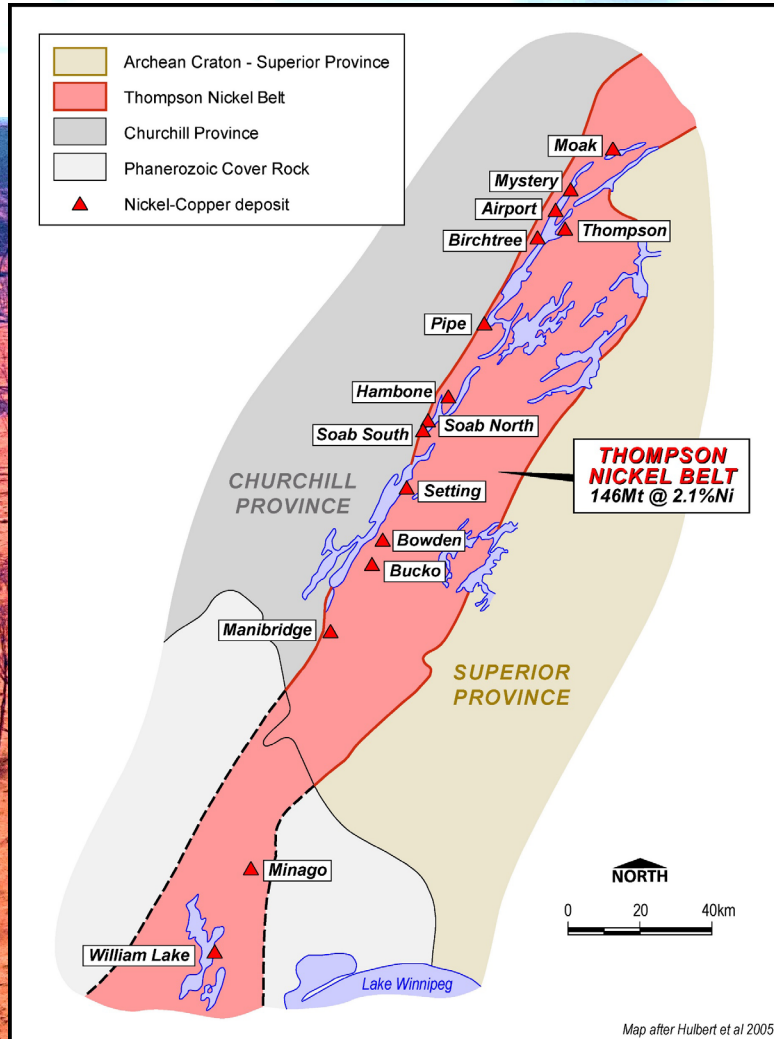 Archean Craton - Superior Province
Thompson Nickel Belt
Churchill Province
Phanerozoic Cover Rock
Nickel-Copper deposit
Moak
Mystery
Airport
Thompson
Birchtree
Pipe
Hambone
Soab North
Soab South
THOMPSON
NICKEL BELT
146Mt @ 2.1%Ni
CHURCHILL
PROVINCE
Setting
Bowden
Bucko
Manibridge
SUPERIOR
PROVINCE
Minago
NORTH
0 20 40km
William Lake
Lake Winnipeg
Map after Hulbert et al 2005